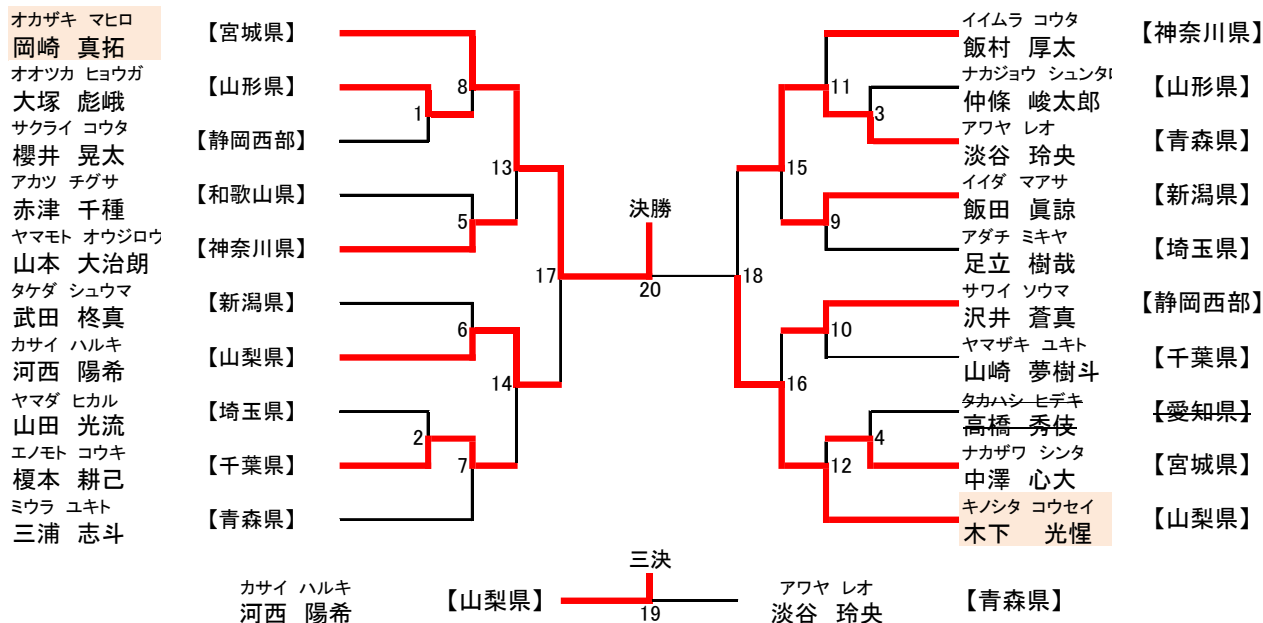 オカザキ マヒロ
岡崎 真拓
【宮城県】
オオツカ ヒョウガ
大塚 彪峨
【山形県】
サクライ コウタ
櫻井 晃太
【静岡西部】
アカツ チグサ
赤津 千種
【和歌山県】
ヤマモト オウジロウ
山本 大治朗
【神奈川県】
タケダ シュウマ
武田 柊真
【新潟県】
カサイ ハルキ
河西 陽希
【山梨県】
ヤマダ ヒカル
山田 光流
【埼玉県】
エノモト コウキ
榎本 耕己
【千葉県】
ミウラ ユキト
三浦 志斗
【青森県】
8
1
13
5
17
6
14
2
7
決勝
20
11
3
15
9
18
10
16
4
12
イイムラ コウタ
飯村 厚太
【神奈川県】
ナカジョウ シュンタロ
仲條 峻太郎
【山形県】
アワヤ レオ
淡谷 玲央
【青森県】
イイダ マアサ
飯田 眞諒
【新潟県】
アダチ ミキヤ
足立 樹哉
【埼玉県】
サワイ ソウマ
沢井 蒼真
【静岡西部】
ヤマザキ ユキト
山崎 夢樹斗
【千葉県】
タカハシ ヒデキ
高橋 秀伎
【愛知県】
ナカザワ シンタ
中澤 心大
【宮城県】
キノシタ コウセイ
木下 光惺
【山梨県】
三決
19
カサイ ハルキ
河西 陽希
【山梨県】
アワヤ レオ
淡谷 玲央
【青森県】